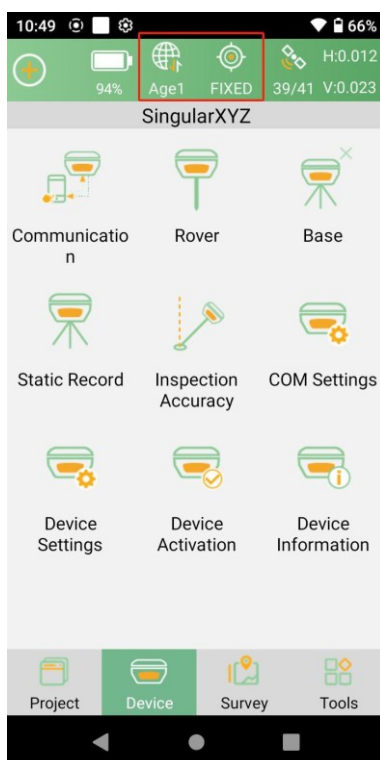 10:49 66%
94% Age1 FIXED 39/41 H:0.012
V:0.023
SingularXYZ
Communicatio
n
Rover
Base
Static Record
Inspection
Accuracy
COM Settings
Device
Settings
Device
Activation
Device
Information
Project Device Survey Tools